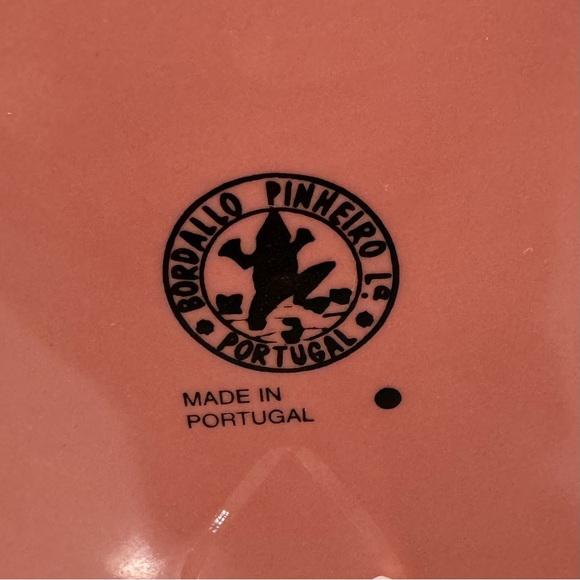 BORDALLO PINHEIRO Lª.
PORTUGAL
MADE IN
PORTUGAL